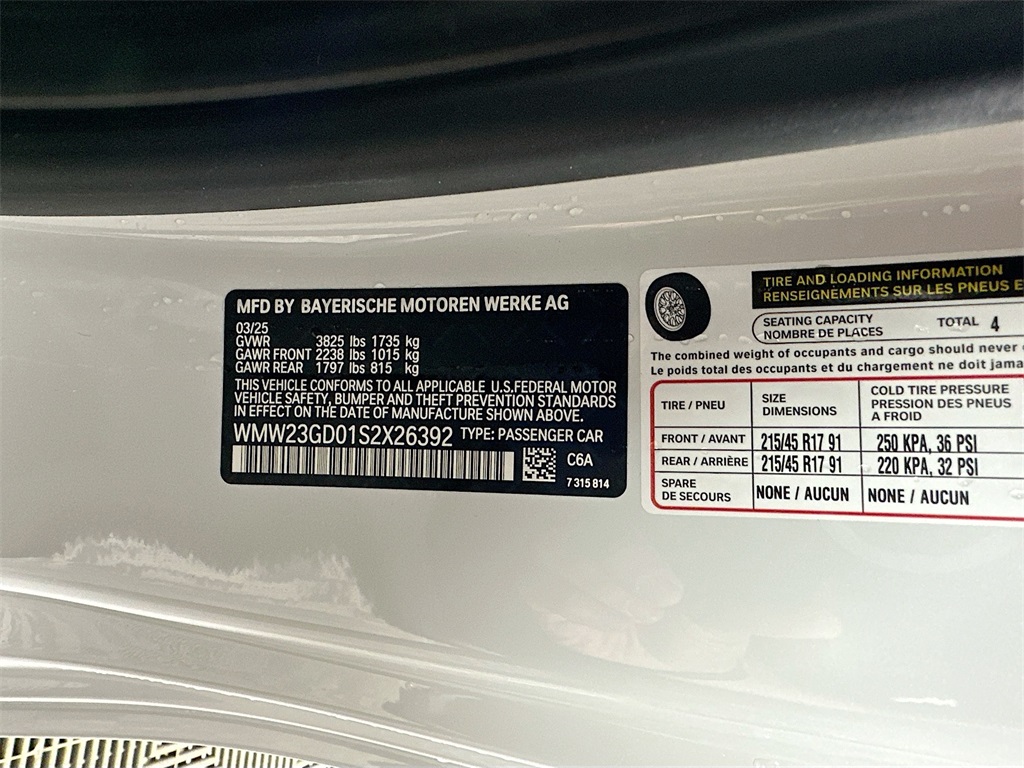 MFD BY BAYERISCHE MOTOREN WERKE AG
03/25
GVWR 3825 lbs 1735 kg
GAWR FRONT 2238 lbs 1015 kg
GAWR REAR 1797 lbs 815 kg
THIS VEHICLE CONFORMS TO ALL APPLICABLE U.S.FEDERAL MOTOR
VEHICLE SAFETY, BUMPER AND THEFT PREVENTION STANDARDS
IN EFFECT ON THE DATE OF MANUFACTURE SHOWN ABOVE.
WMW23GD01S2X26392 TYPE: PASSENGER CAR
C6A
7 315 814
TIRE AND LOADING INFORMATION
RENSEIGNEMENTS SUR LES PNEUS E
SEATING CAPACITY
NOMBRE DE PLACES
TOTAL 4
The combined weight of occupants and cargo should never
Le poids total des occupants et du chargement ne doit jama
TIRE / PNEU
SIZE
DIMENSIONS
COLD TIRE PRESSURE
PRESSION DES PNEUS
A FROID
FRONT / AVANT 215/45 R17 91 250 KPA, 36 PSI
REAR / ARRIÈRE 215/45 R17 91 220 KPA, 32 PSI
SPARE
DE SECOURS
NONE / AUCUN NONE / AUCUN